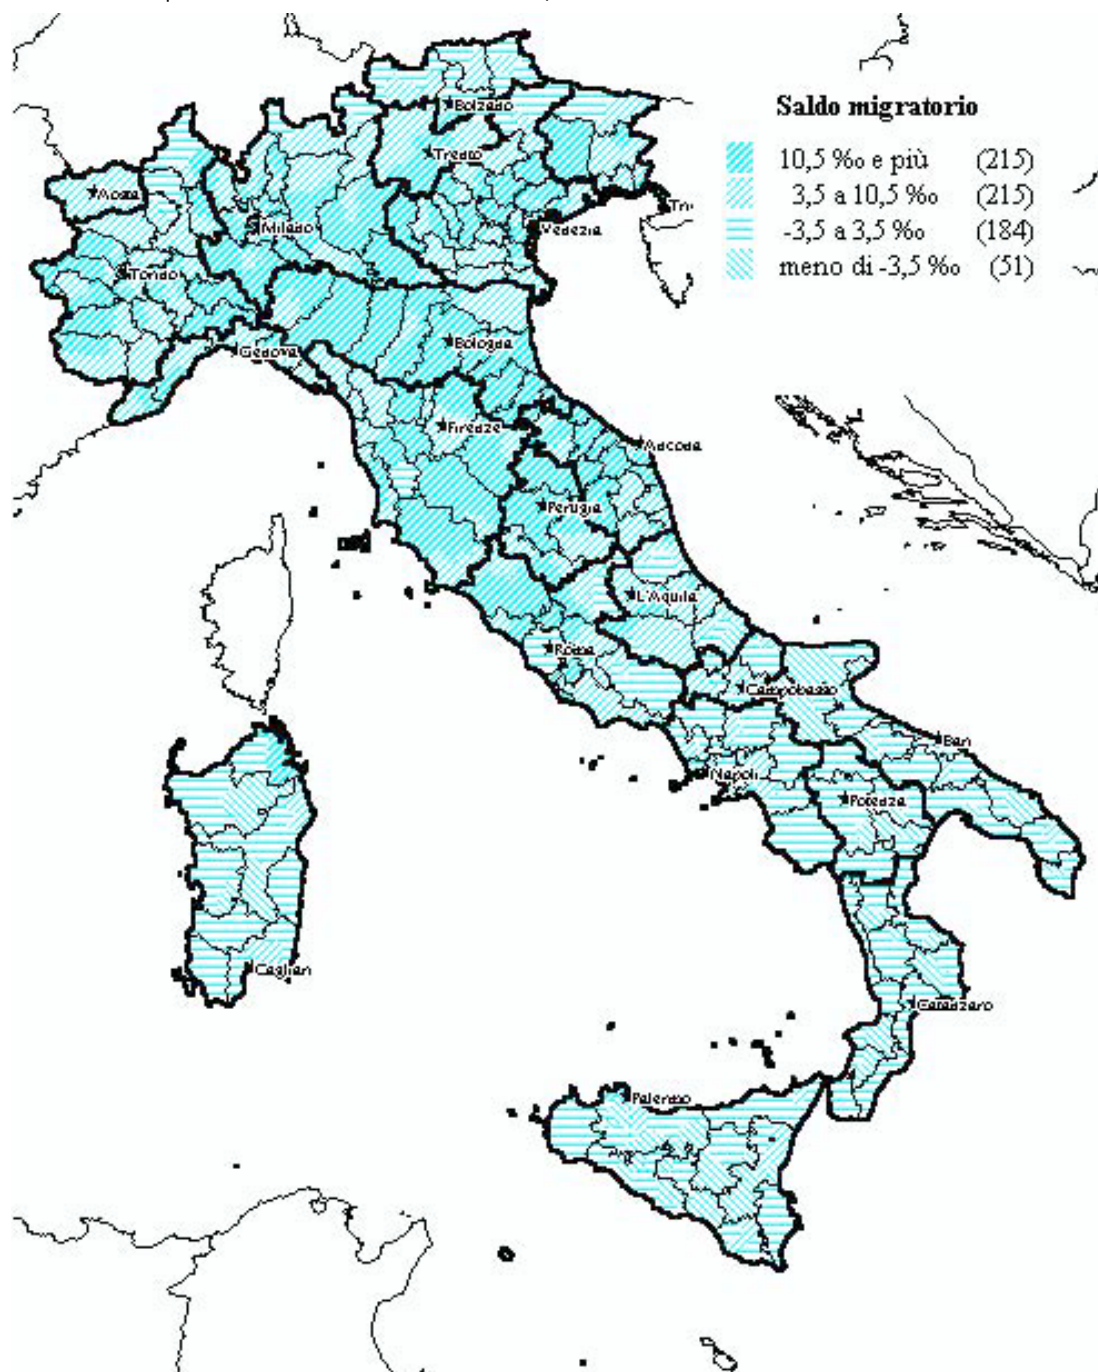 Saldo migratorio
10,5 ‰ e più (215)
3,5 a 10,5 ‰ (215)
-3,5 a 3,5 ‰ (184)
meno di -3,5 ‰ (51)
Bolzano
Trento
Aosta
Milano
Venezia
Torino
Genova
Bologna
Firenze
Ancona
Perugia
L'Aquila
Roma
Campobasso
Bari
Napoli
Potenza
Cagliari
Catanzaro
Palermo